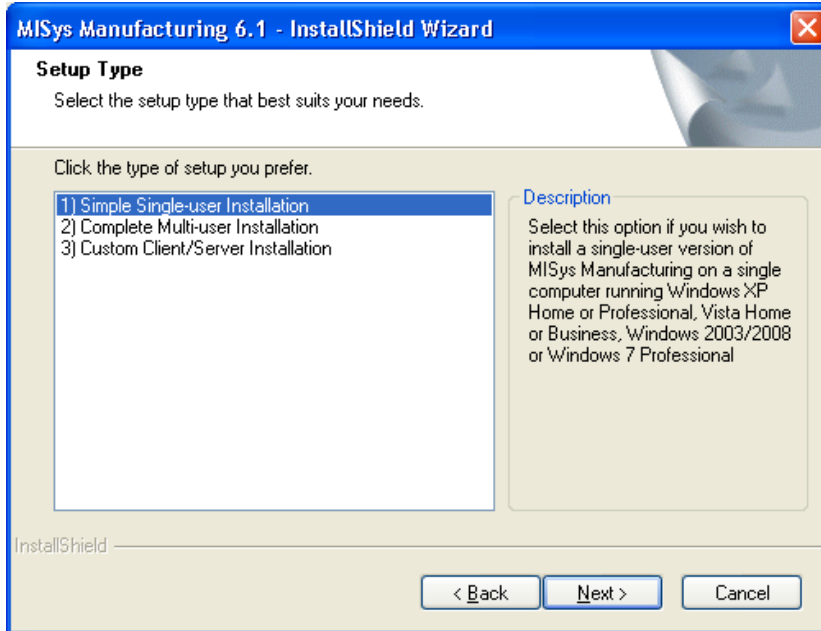 MISys Manufacturing 6.1 - InstallShield Wizard
Setup Type
Select the setup type that best suits your needs.
Click the type of setup you prefer.
1) Simple Single-user Installation
2) Complete Multi-user Installation
3) Custom Client/Server Installation
Description
Select this option if you wish to
install a single-user version of
MISys Manufacturing on a single
computer running Windows XP
Home or Professional, Vista Home
or Business, Windows 2003/2008
or Windows 7 Professional
InstallShield
< Back
Next >
Cancel